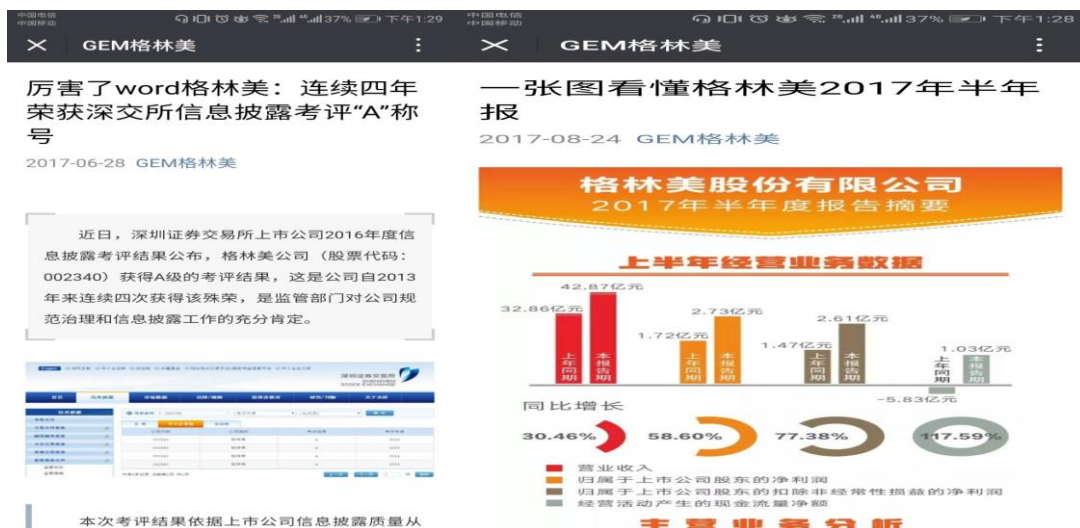 中国电信
中国移动
37%
下午1:29
GEM格林美
厉害了word格林美：连续四年
荣获深交所信息披露考评“A”称
号
2017-06-28 GEM格林美
近日，深圳证券交易所上市公司2016年度信
息披露考评结果公布，格林美公司（股票代码：
002340）获得A级的考评结果，这是公司自2013
年来连续四次获得该殊荣，是监管部门对公司规
范治理和信息披露工作的充分肯定。
深圳证券交易所
SHENZHEN
STOCK EXCHANGE
本次考评结果依据上市公司信息披露质量从
中国电信
中国移动
37%
下午1:28
GEM格林美
一张图看懂格林美2017年半年
报
2017-08-24 GEM格林美
格林美股份有限公司
2017年半年度报告摘要
上半年经营业务数据
42.87亿元
32.86亿元
2.73亿元
1.72亿元
2.61亿元
1.47亿元
1.03亿元
-5.83亿元
上年同期
本报告期
上年同期
本报告期
上年同期
本报告期
上年同期
本报告期
同比增长
30.46%
58.60%
77.38%
117.59%
营业收入
归属于上市公司股东的净利润
归属于上市公司股东的扣除非经常性损益的净利润
经营活动产生的现金流量净额
主营业务分析